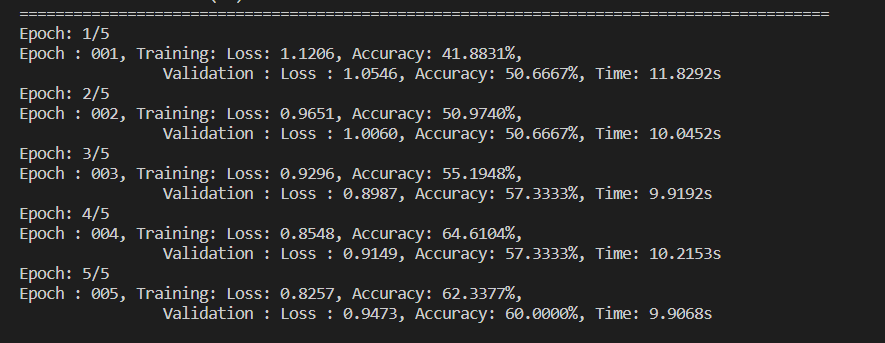 ==========================================================================================
Epoch: 1/5
Epoch : 001, Training: Loss: 1.1206, Accuracy: 41.8831%,
Validation : Loss : 1.0546, Accuracy: 50.6667%, Time: 11.8292s
Epoch: 2/5
Epoch : 002, Training: Loss: 0.9651, Accuracy: 50.9740%,
Validation : Loss : 1.0060, Accuracy: 50.6667%, Time: 10.0452s
Epoch: 3/5
Epoch : 003, Training: Loss: 0.9296, Accuracy: 55.1948%,
Validation : Loss : 0.8987, Accuracy: 57.3333%, Time: 9.9192s
Epoch: 4/5
Epoch : 004, Training: Loss: 0.8548, Accuracy: 64.6104%,
Validation : Loss : 0.9149, Accuracy: 57.3333%, Time: 10.2153s
Epoch: 5/5
Epoch : 005, Training: Loss: 0.8257, Accuracy: 62.3377%,
Validation : Loss : 0.9473, Accuracy: 60.0000%, Time: 9.9068s